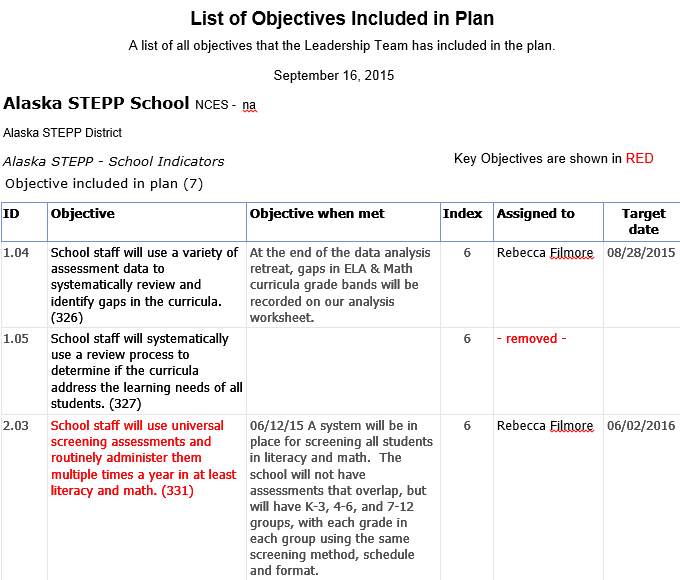 List of Objectives Included in Plan
A list of all objectives that the Leadership Team has included in the plan.
September 16, 2015
Alaska STEPP School NCES - na
Alaska STEPP District
Alaska STEPP - School Indicators
Key Objectives are shown in RED
Objective included in plan (7)
ID Objective Objective when met Index Assigned to Target date
1.04 School staff will use a variety of At the end of the data analysis 6 Rebecca Filmore 08/28/2015
assessment data to retreat, gaps in ELA & Math
systematically review and curricula grade bands will be
identify gaps in the curricula. recorded on our analysis
(326) worksheet.
1.05 School staff will systematically 6 - removed -
use a review process to
determine if the curricula
address the learning needs of all
students. (327)
2.03 School staff will use universal 06/12/15 A system will be in 6 Rebecca Filmore 06/02/2016
screening assessments and place for screening all students
routinely administer them in literacy and math. The
multiple times a year in at least school will not have
literacy and math. (331) assessments that overlap, but
will have K-3, 4-6, and 7-12
groups, with each grade in
each group using the same
screening method, schedule
and format.